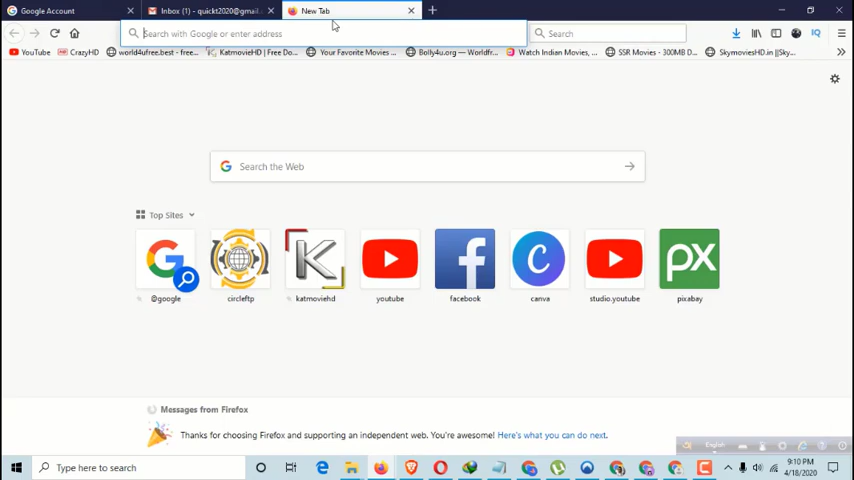 Google Account
Inbox (1) - quickt2020@gmail.
New Tab
Search with Google or enter address
Search
YouTube
CrazyHD
world4free.best - free...
KatmovieHD | Free Do...
Your Favorite Movies ...
Bolly4u.org - Worldfr...
Watch Indian Movies, ...
SSR Movies - 300MB D...
SkymoviesHD.in ||Sky...
IQ
Search the Web
Top Sites
@google
circleftp
katmoviehd
youtube
facebook
canva
studio.youtube
px
pixabay
Messages from Firefox
Thanks for choosing Firefox and supporting an independent web. You're awesome! Here's what you can do next.
English
Type here to search
9:10 PM
4/18/2020